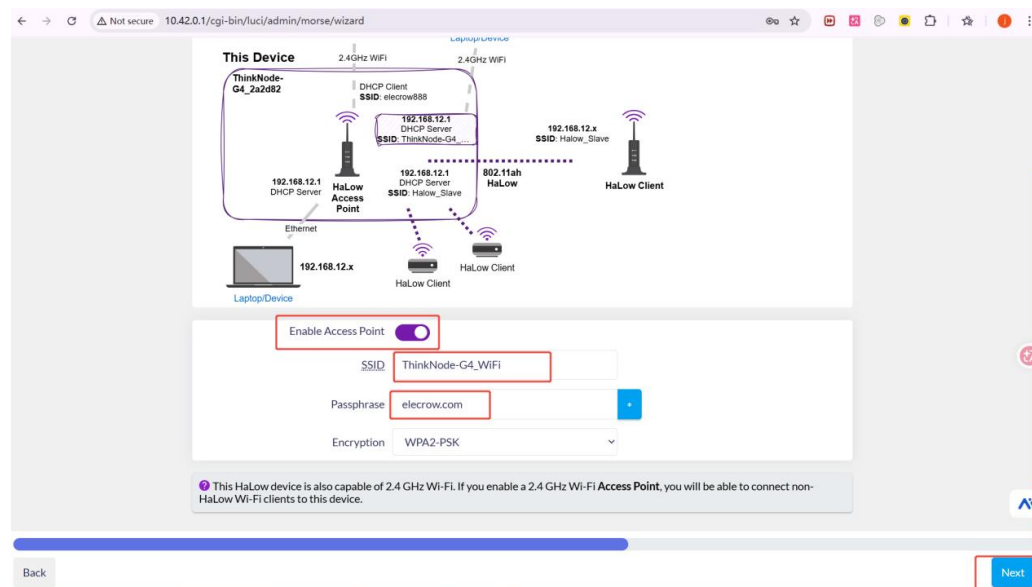 Not secure 10.42.0.1/cgi-bin/luci/admin/morse/wizard
Laptop/Device
This Device
2.4GHz WiFi
2.4GHz WiFi
ThinkNode-
G4_2a2d82
DHCP Client
SSID: elecrow888
192.168.12.1
DHCP Server
SSID: ThinkNode-G4_...
192.168.12.x
SSID: Halow_Slave
192.168.12.1
DHCP Server
HaLow
Access
Point
192.168.12.1
DHCP Server
SSID: Halow_Slave
802.11ah
HaLow
HaLow Client
Ethernet
192.168.12.x
HaLow Client
HaLow Client
Laptop/Device
Enable Access Point
SSID ThinkNode-G4_WiFi
Passphrase elecrow.com
Encryption WPA2-PSK
This HaLow device is also capable of 2.4 GHz Wi-Fi. If you enable a 2.4 GHz Wi-Fi Access Point, you will be able to connect non-
HaLow Wi-Fi clients to this device.
Back
Next